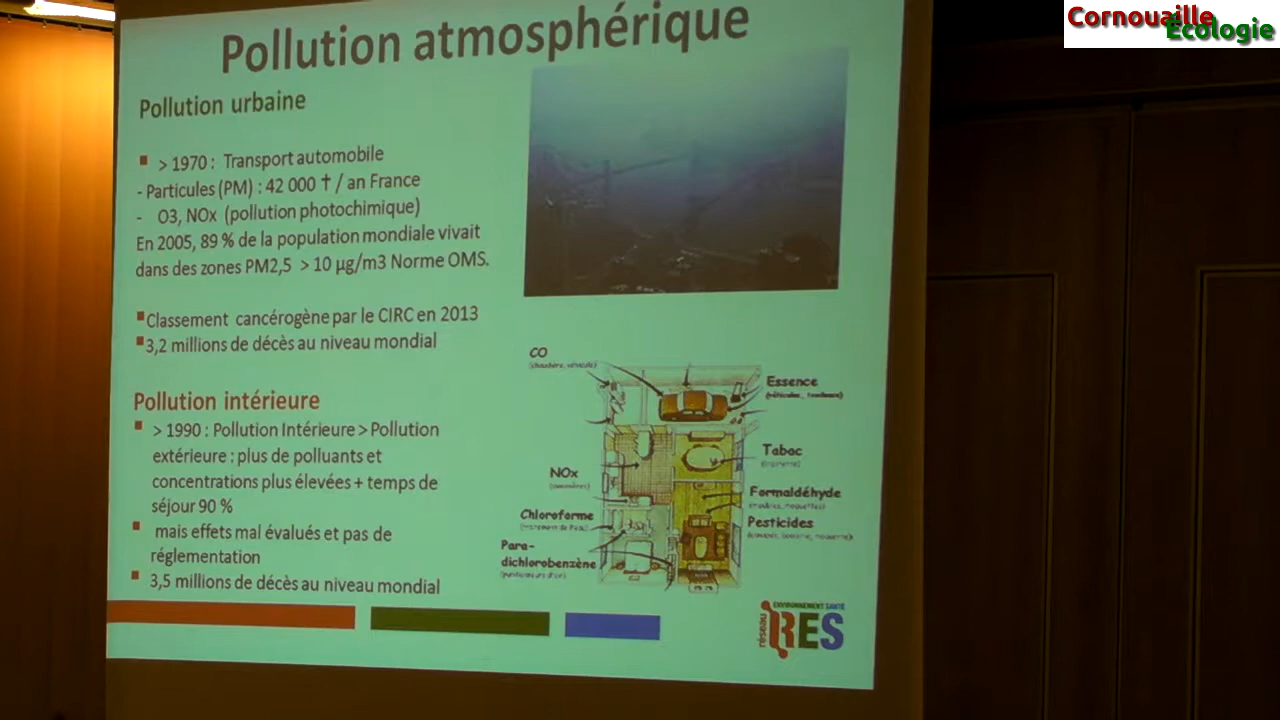 Cornouaille
Écologie
Pollution atmosphérique
Pollution urbaine
> 1970 : Transport automobile
- Particules (PM) : 42 000 ✝ / an France
- O3, NOx (pollution photochimique)
En 2005, 89 % de la population mondiale vivait
dans des zones PM2,5 > 10 µg/m3 Norme OMS.
Classement cancérogène par le CIRC en 2013
3,2 millions de décès au niveau mondial
Pollution intérieure
> 1990 : Pollution Intérieure > Pollution
extérieure : plus de polluants et
concentrations plus élevées + temps de
séjour 90 %
mais effets mal évalués et pas de
réglementation
3,5 millions de décès au niveau mondial
CO
(chaudière, véhicule)
Essence
Tabac
NOx
Formaldéhyde
Chloroforme
Pesticides
Para-
dichlorobenzène
ENVIRONNEMENT SANTÉ
réseau
RES